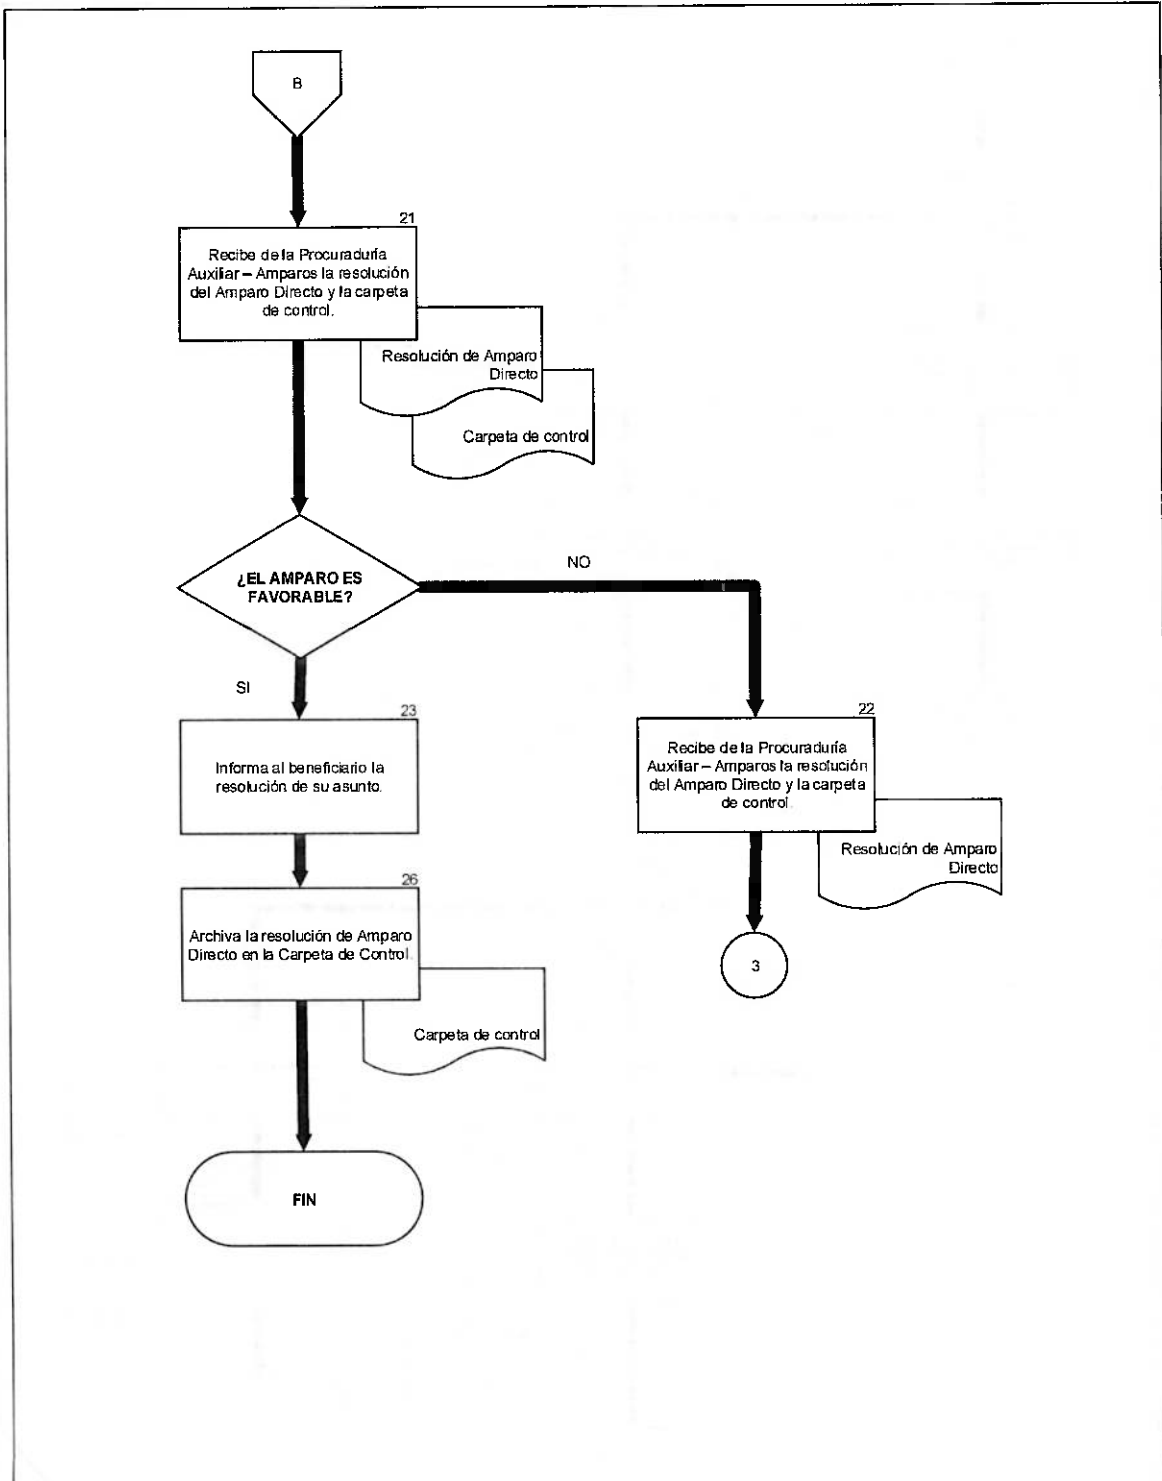 B
21
Recibe de la Procuraduría
Auxiliar – Amparos la resolución
del Amparo Directo y la carpeta
de control.
Resolución de Amparo
Directo
Carpeta de control
¿EL AMPARO ES
FAVORABLE?
NO
SI
23
Informa al beneficiario la
resolución de su asunto.
22
Recibe de la Procuraduría
Auxiliar – Amparos la resolución
del Amparo Directo y la carpeta
de control.
Resolución de Amparo
Directo
26
Archiva la resolución de Amparo
Directo en la Carpeta de Control.
Carpeta de control
3
FIN